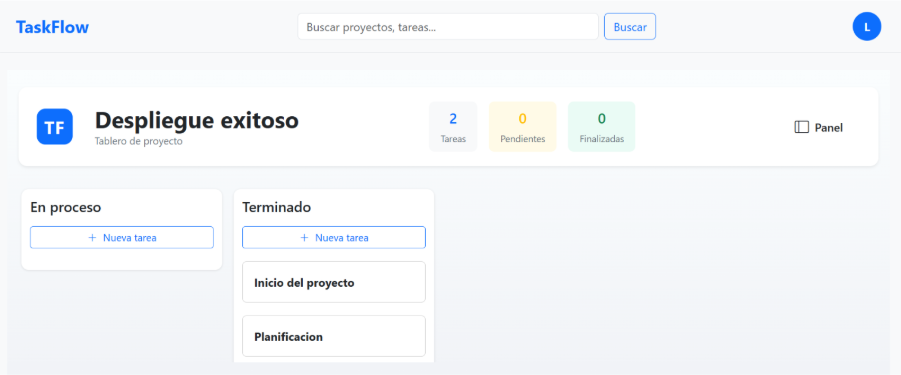 TaskFlow
Buscar proyectos, tareas...
Buscar
L
TF
Despliegue exitoso
Tablero de proyecto
2
Tareas
0
Pendientes
0
Finalizadas
Panel
En proceso
+ Nueva tarea
Terminado
+ Nueva tarea
Inicio del proyecto
Planificacion